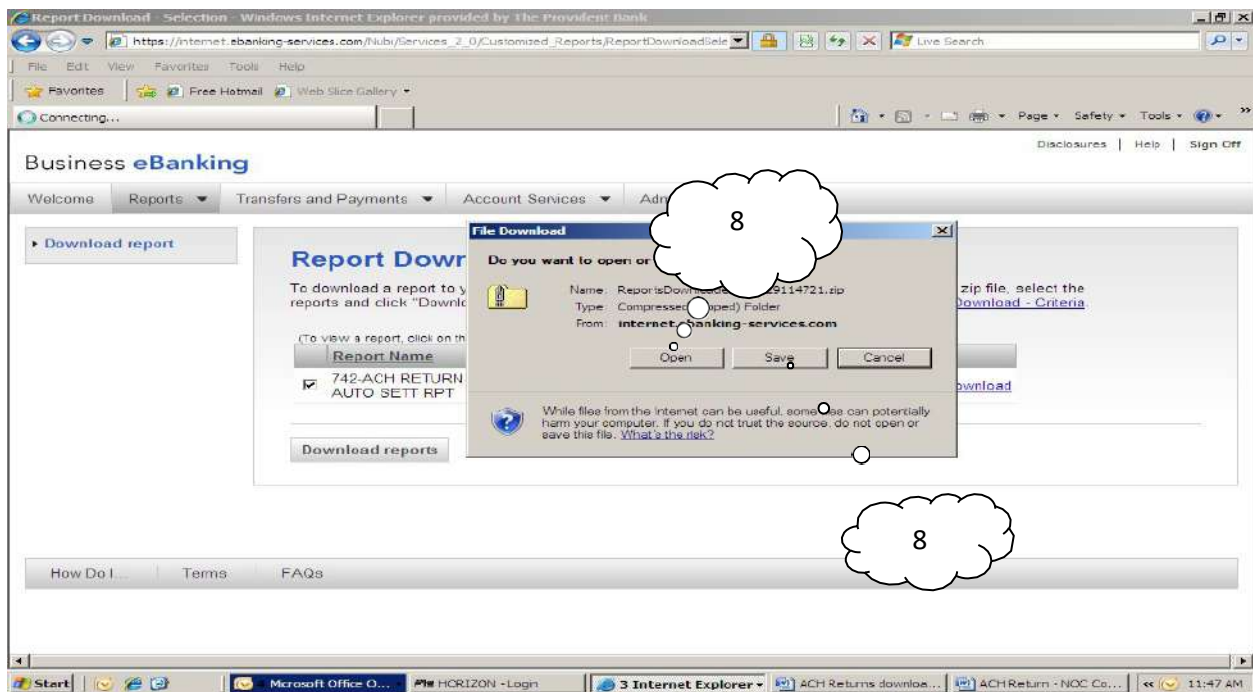 Report Download - Selection - Windows Internet Explorer provided by The Provident Bank
https://internet.ebanking-services.com/Nubi/Services_2_0/Customized_Reports/ReportDownloadSele
Live Search
File Edit View Favorites Tools Help
Favorites Free Hotmail Web Slice Gallery
Connecting...
Page Safety Tools
Disclosures | Help | Sign Off
Business eBanking
Welcome Reports Transfers and Payments Account Services Adm
8
Download report
File Download
Report Down
Do you want to open or
To download a report to y
zip file, select the
reports and click "Downlo
Download - Criteria.
Name: 29114721.zip
Type: Compressed Folder
From: internet.ebanking-services.com
(To view a report, click on th
Open Save Cancel
Report Name
742-ACH RETURN
AUTO SETT RPT
ownload
While files from the Internet can be useful, some files can potentially
harm your computer. If you do not trust the source, do not open or
save this file. What's the risk?
Download reports
8
How Do I... Terms FAQs
Start Microsoft Office O... HORIZON - Login 3 Internet Explorer ACH Returns downloa... ACH Return - NOC Co... « 11:47 AM